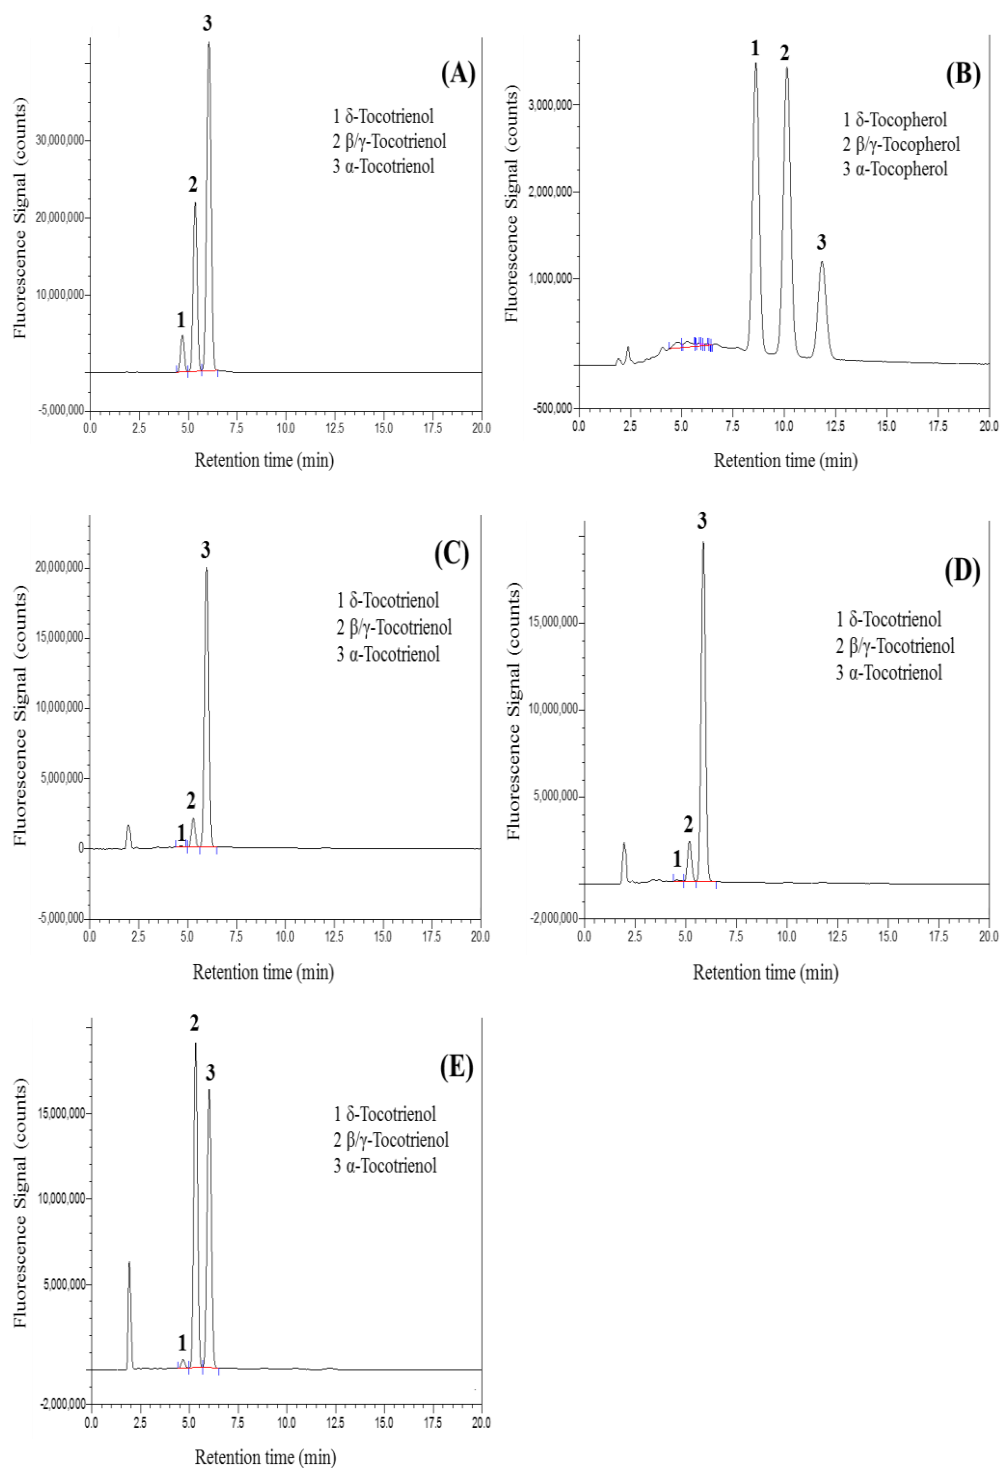 (A)
3
2
1
1 δ-Tocotrienol
2 β/γ-Tocotrienol
3 α-Tocotrienol
Fluorescence Signal (counts)
30,000,000
20,000,000
10,000,000
-5,000,000
0.0 2.5 5.0 7.5 10.0 12.5 15.0 17.5 20.0
Retention time (min)
(B)
1
2
3
1 δ-Tocopherol
2 β/γ-Tocopherol
3 α-Tocopherol
Fluorescence Signal (counts)
3,000,000
2,000,000
1,000,000
-500,000
0.0 2.5 5.0 7.5 10.0 12.5 15.0 17.5 20.0
Retention time (min)
(C)
3
2
1
1 δ-Tocotrienol
2 β/γ-Tocotrienol
3 α-Tocotrienol
Fluorescence Signal (counts)
20,000,000
15,000,000
10,000,000
5,000,000
0
-5,000,000
0.0 2.5 5.0 7.5 10.0 12.5 15.0 17.5 20.0
Retention time (min)
(D)
3
2
1
1 δ-Tocotrienol
2 β/γ-Tocotrienol
3 α-Tocotrienol
Fluorescence Signal (counts)
15,000,000
10,000,000
5,000,000
-2,000,000
0.0 2.5 5.0 7.5 10.0 12.5 15.0 17.5 20.0
Retention time (min)
(E)
2
3
1
1 δ-Tocotrienol
2 β/γ-Tocotrienol
3 α-Tocotrienol
Fluorescence Signal (counts)
15,000,000
10,000,000
5,000,000
-2,000,000
0.0 2.5 5.0 7.5 10.0 12.5 15.0 17.5 20.0
Retention time (min)